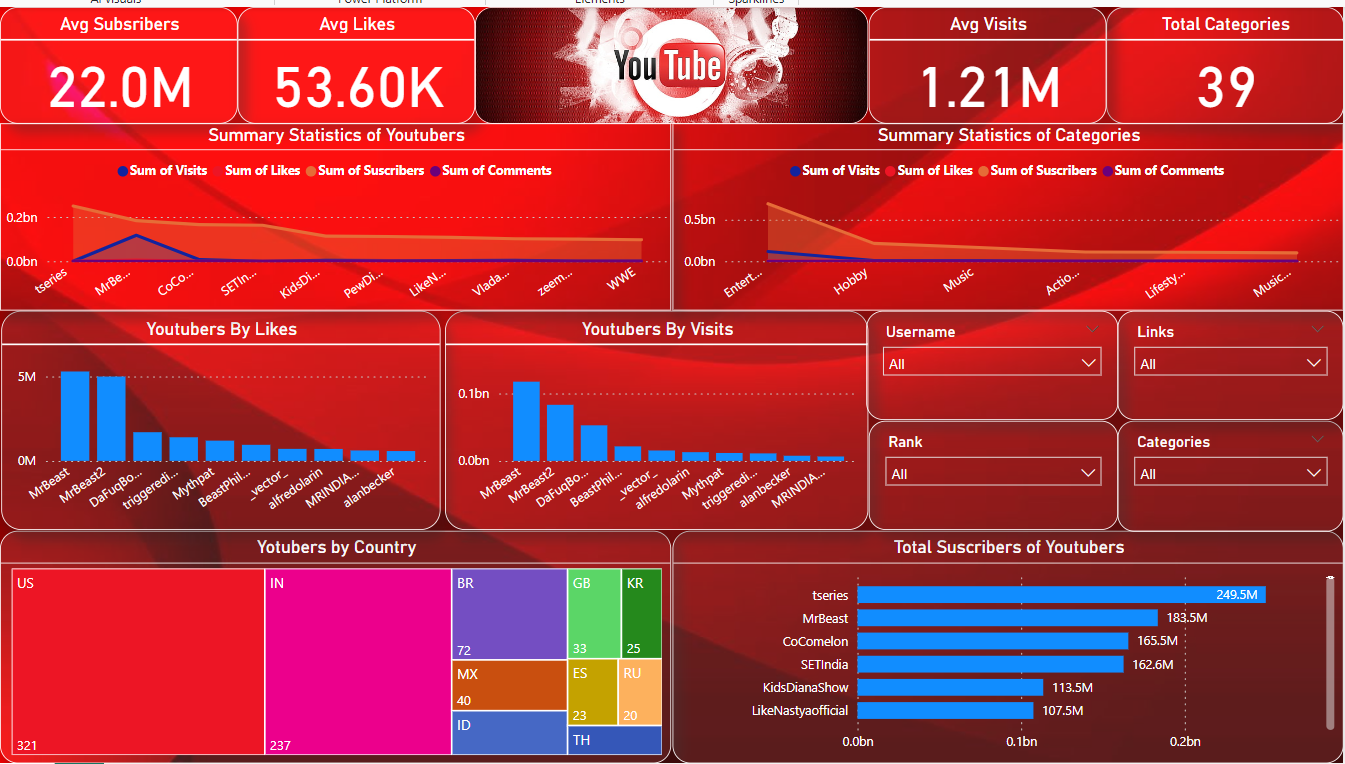 AI visuals Power Platform Elements Sparklines
Avg Subsribers
22.0M
Avg Likes
53.60K
YouTube
Avg Visits
1.21M
Total Categories
39
Summary Statistics of Youtubers
Sum of Visits Sum of Likes Sum of Suscribers Sum of Comments
0.2bn
0.0bn
tseries MrBe... CoCo... SETIn... KidsDi... PewDi... LikeN... Vlada... zeem... WWE
Summary Statistics of Categories
Sum of Visits Sum of Likes Sum of Suscribers Sum of Comments
0.5bn
0.0bn
Entert... Hobby Music Actio... Lifesty... Music...
Youtubers By Likes
5M
0M
MrBeast MrBeast2 DaFuqBo... triggeredi... Mythpat BeastPhil... _vector_ alfredolarin MRINDIA... alanbecker
Youtubers By Visits
0.1bn
0.0bn
MrBeast MrBeast2 DaFuqBo... BeastPhil... _vector_ alfredolarin Mythpat triggeredi... alanbecker MRINDIA...
Username
All
Links
All
Rank
All
Categories
All
Yotubers by Country
US
321
IN
237
BR
72
MX
40
ID
GB
33
KR
25
ES
23
RU
20
TH
Total Suscribers of Youtubers
tseries 249.5M
MrBeast 183.5M
CoComelon 165.5M
SETIndia 162.6M
KidsDianaShow 113.5M
LikeNastyaofficial 107.5M
0.0bn 0.1bn 0.2bn